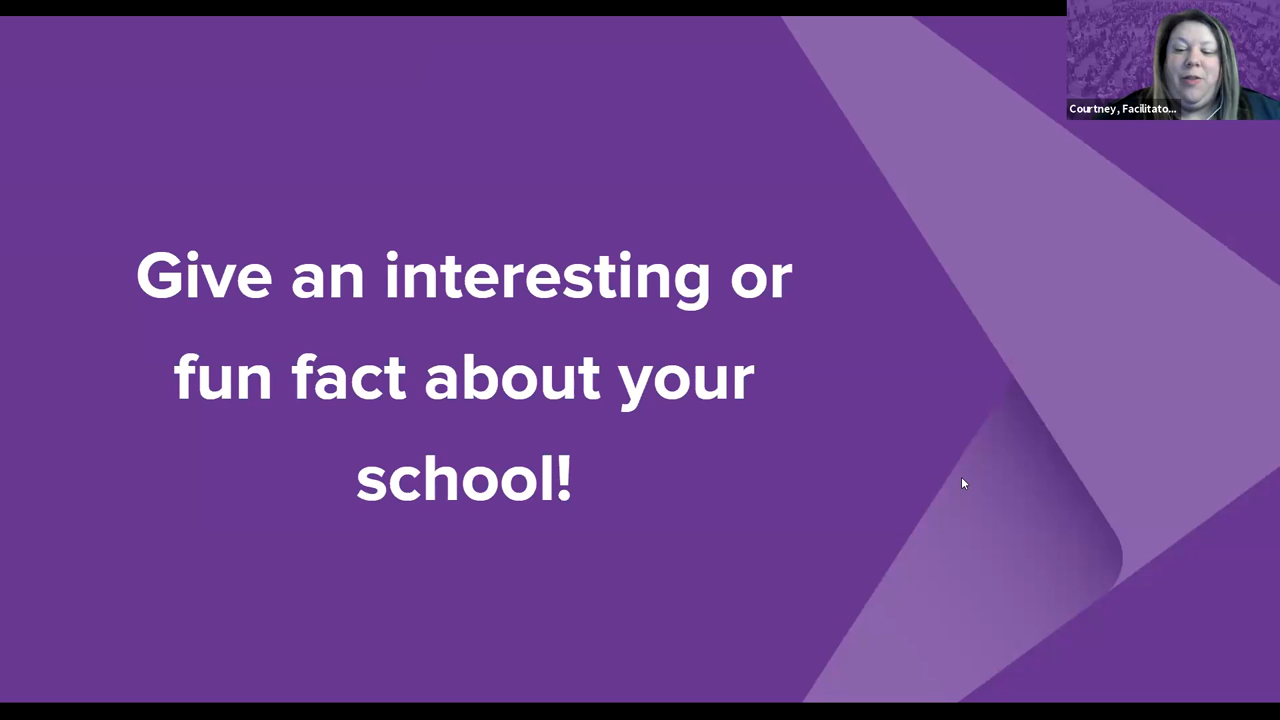 Courtney, Facilitato...
Give an interesting or
fun fact about your
school!